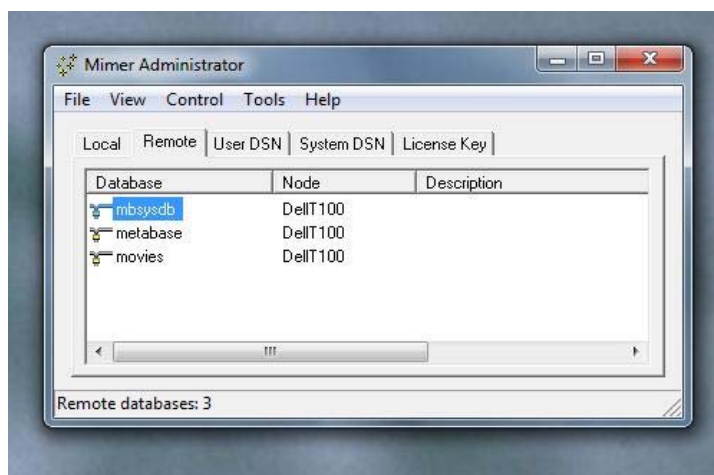 Mimer Administrator
File View Control Tools Help
Local Remote User DSN System DSN License Key
Database Node Description
mbsysdb DellT100
metabase DellT100
movies DellT100
Remote databases: 3